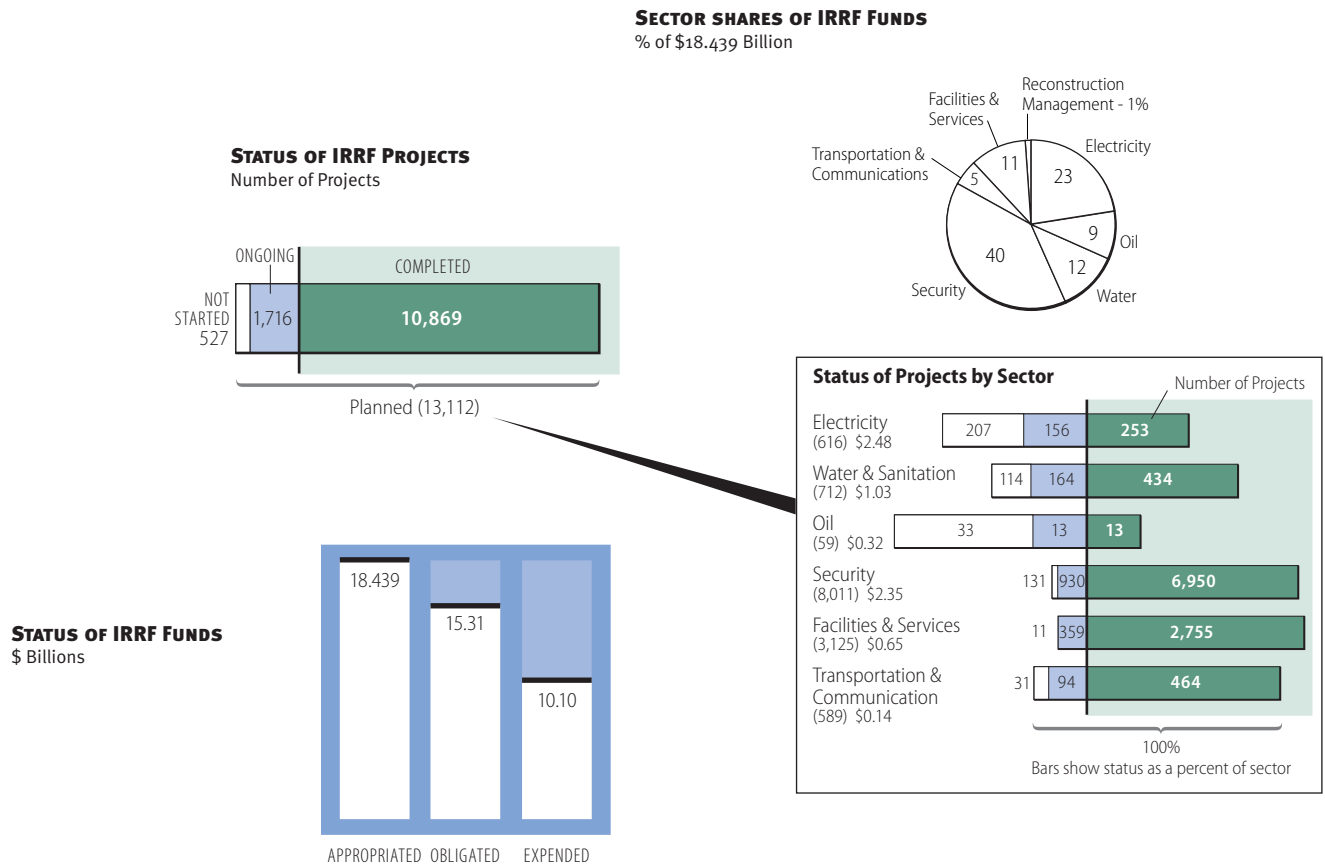 SECTOR SHARES OF IRRF FUNDS
% of $18.439 Billion
Reconstruction
Management - 1%
Facilities &
Services
Electricity
Transportation &
Communications
11
23
5
9
Oil
40
12
Security
Water
STATUS OF IRRF PROJECTS
Number of Projects
ONGOING
COMPLETED
NOT
STARTED
527
1,716
10,869
Planned (13,112)
Status of Projects by Sector
Number of Projects
Electricity
(616) $2.48
207
156
253
Water & Sanitation
(712) $1.03
114
164
434
Oil
(59) $0.32
33
13
13
Security
(8,011) $2.35
131
930
6,950
Facilities & Services
(3,125) $0.65
11
359
2,755
Transportation &
Communication
(589) $0.14
31
94
464
100%
Bars show status as a percent of sector
STATUS OF IRRF FUNDS
$ Billions
18.439
15.31
10.10
APPROPRIATED OBLIGATED EXPENDED